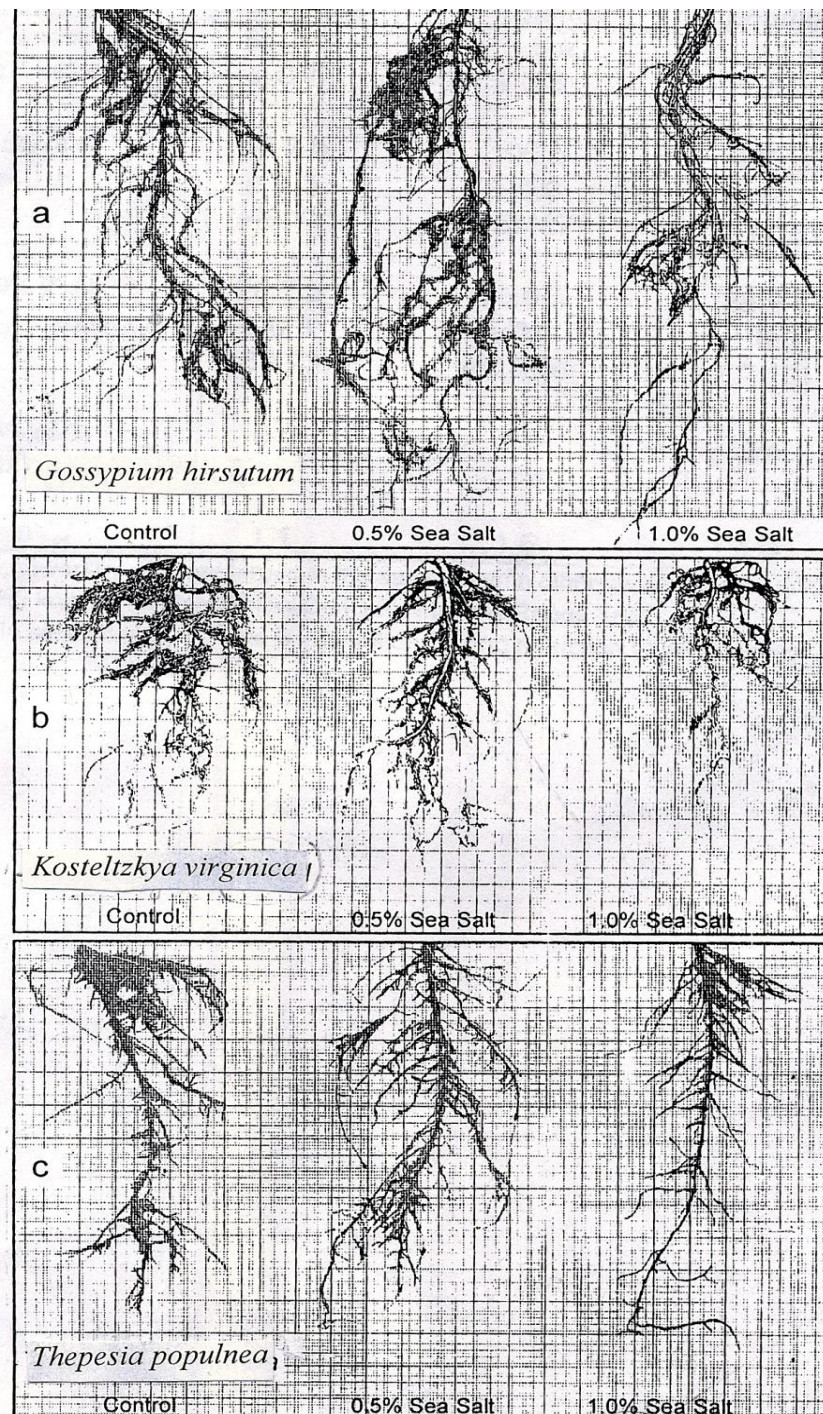 a
Gossypium hirsutum
Control 0.5% Sea Salt 1.0% Sea Salt
b
Kosteltzkya virginica
Control 0.5% Sea Salt 1.0% Sea Salt
c
Thepesia populnea,
Control 0.5% Sea Salt 1.0% Sea Salt